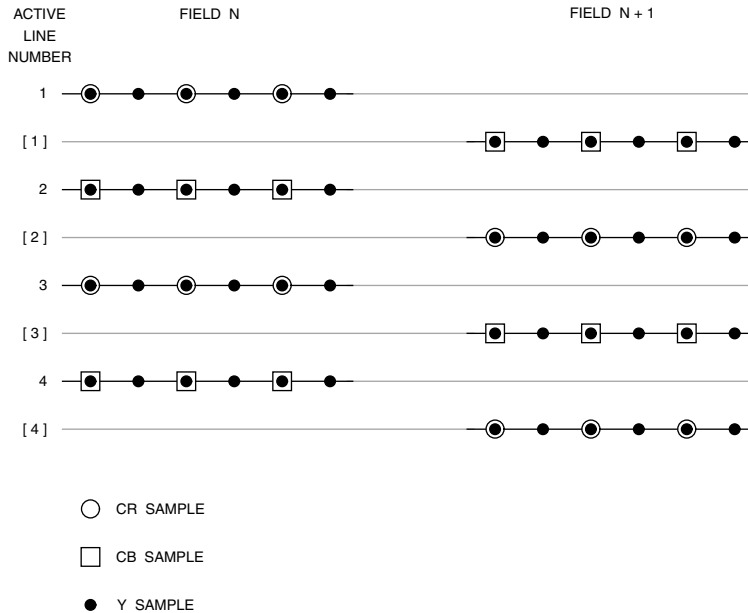 ACTIVE
LINE
NUMBER
FIELD N
FIELD N + 1
1
[ 1 ]
2
[ 2 ]
3
[ 3 ]
4
[ 4 ]
CR SAMPLE
CB SAMPLE
Y SAMPLE